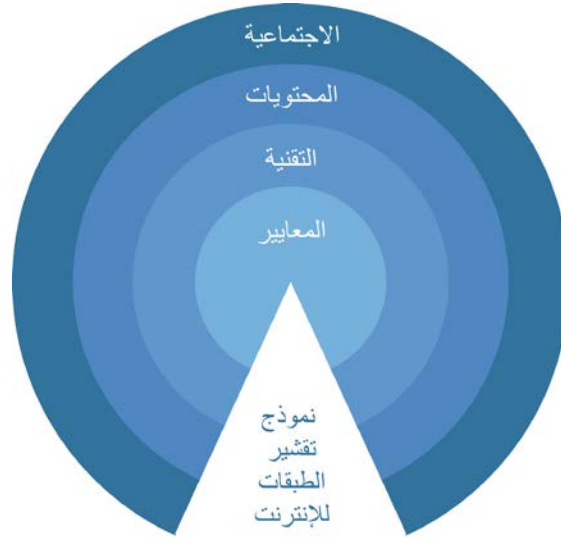 الاجتماعية
المحتويات
التقنية
المعايير
نموذج
تقشير
الطبقات
للإنترنت